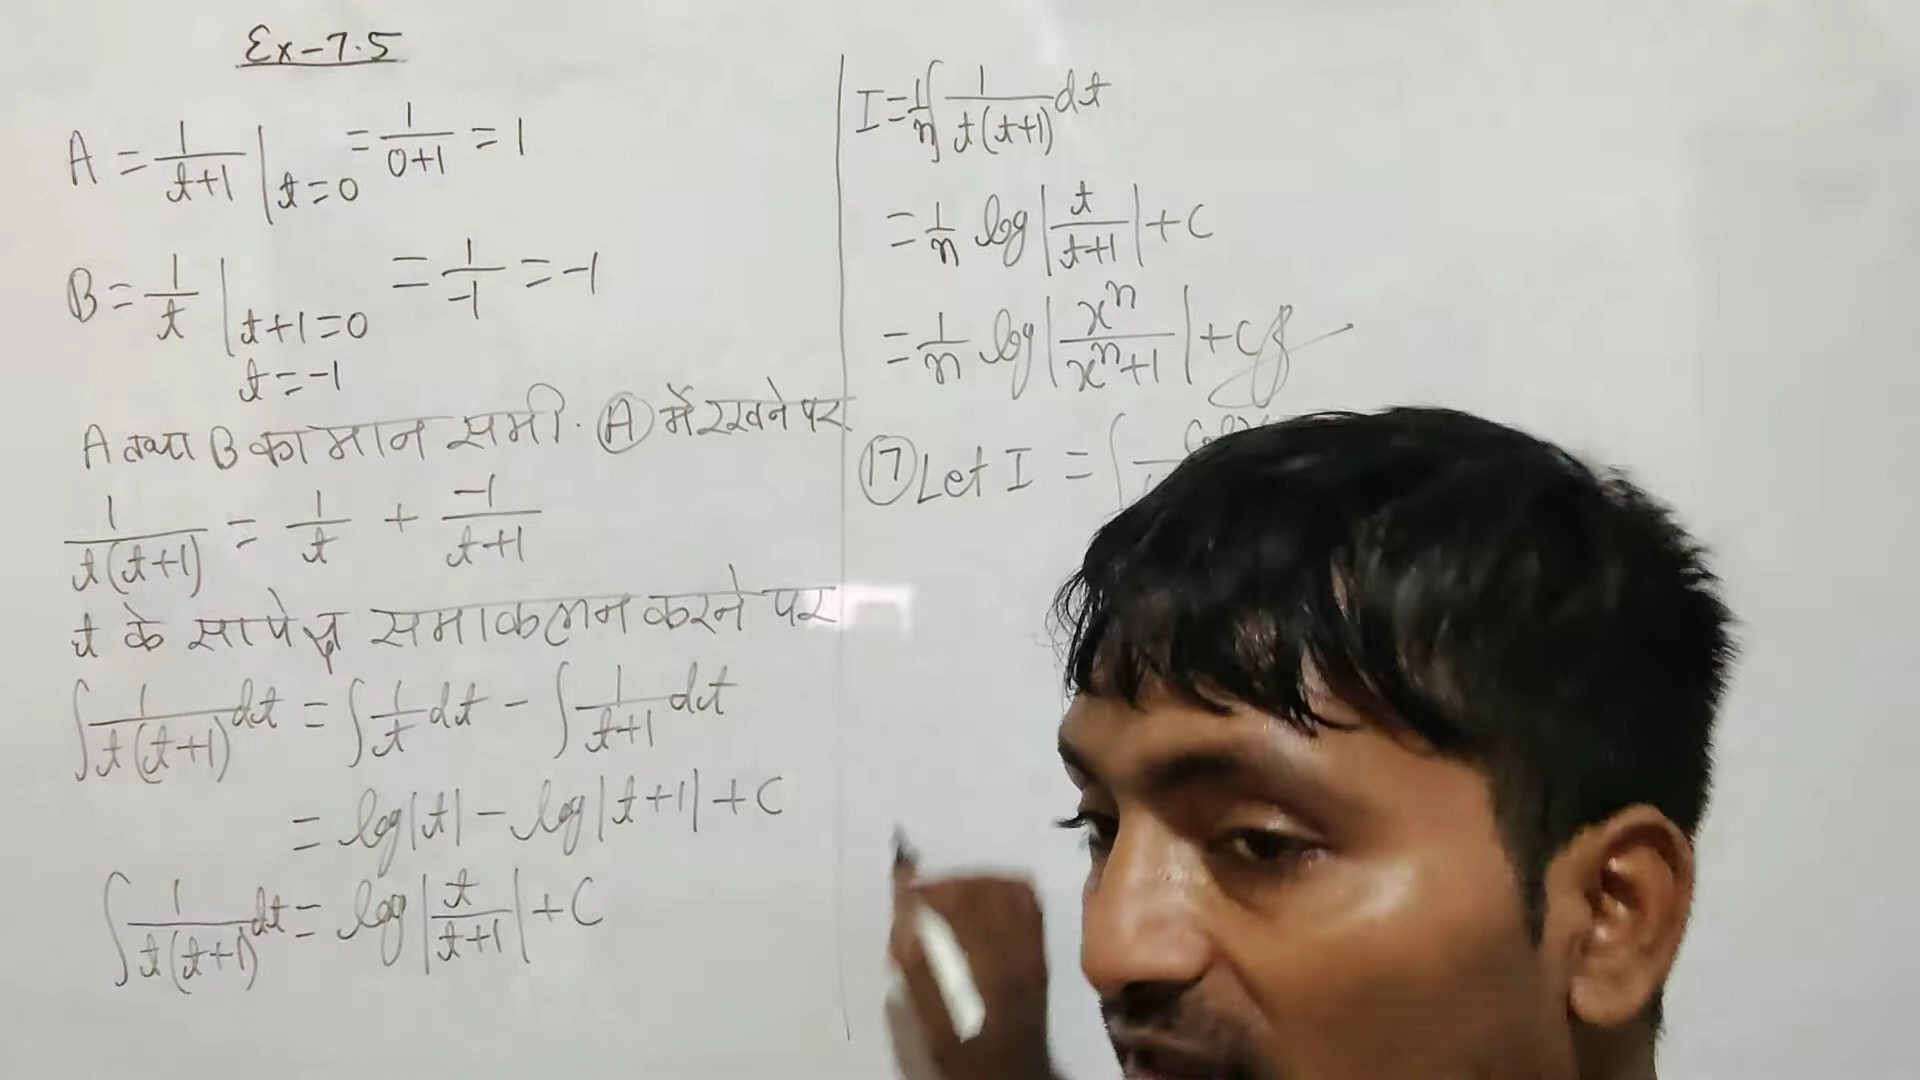 Ex-7.5
A = 1/(t+1) | t=0 = 1/(0+1) = 1
B = 1/t | t+1=0 = 1/-1 = -1
t=-1
A तथा B का मान समी. (A) में रखने पर
1/(t(t+1)) = 1/t + -1/(t+1)
t के सापेक्ष समाकलन करने पर
∫ 1/(t(t+1)) dt = ∫ 1/t dt - ∫ 1/(t+1) dt
= log|t| - log|t+1| + C
∫ 1/(t(t+1)) dt = log|t/(t+1)| + C
I = 1/n ∫ 1/(t(t+1)) dt
= 1/n log|t/(t+1)| + C
= 1/n log|x^n/(x^n+1)| + C
(17) Let I = ∫